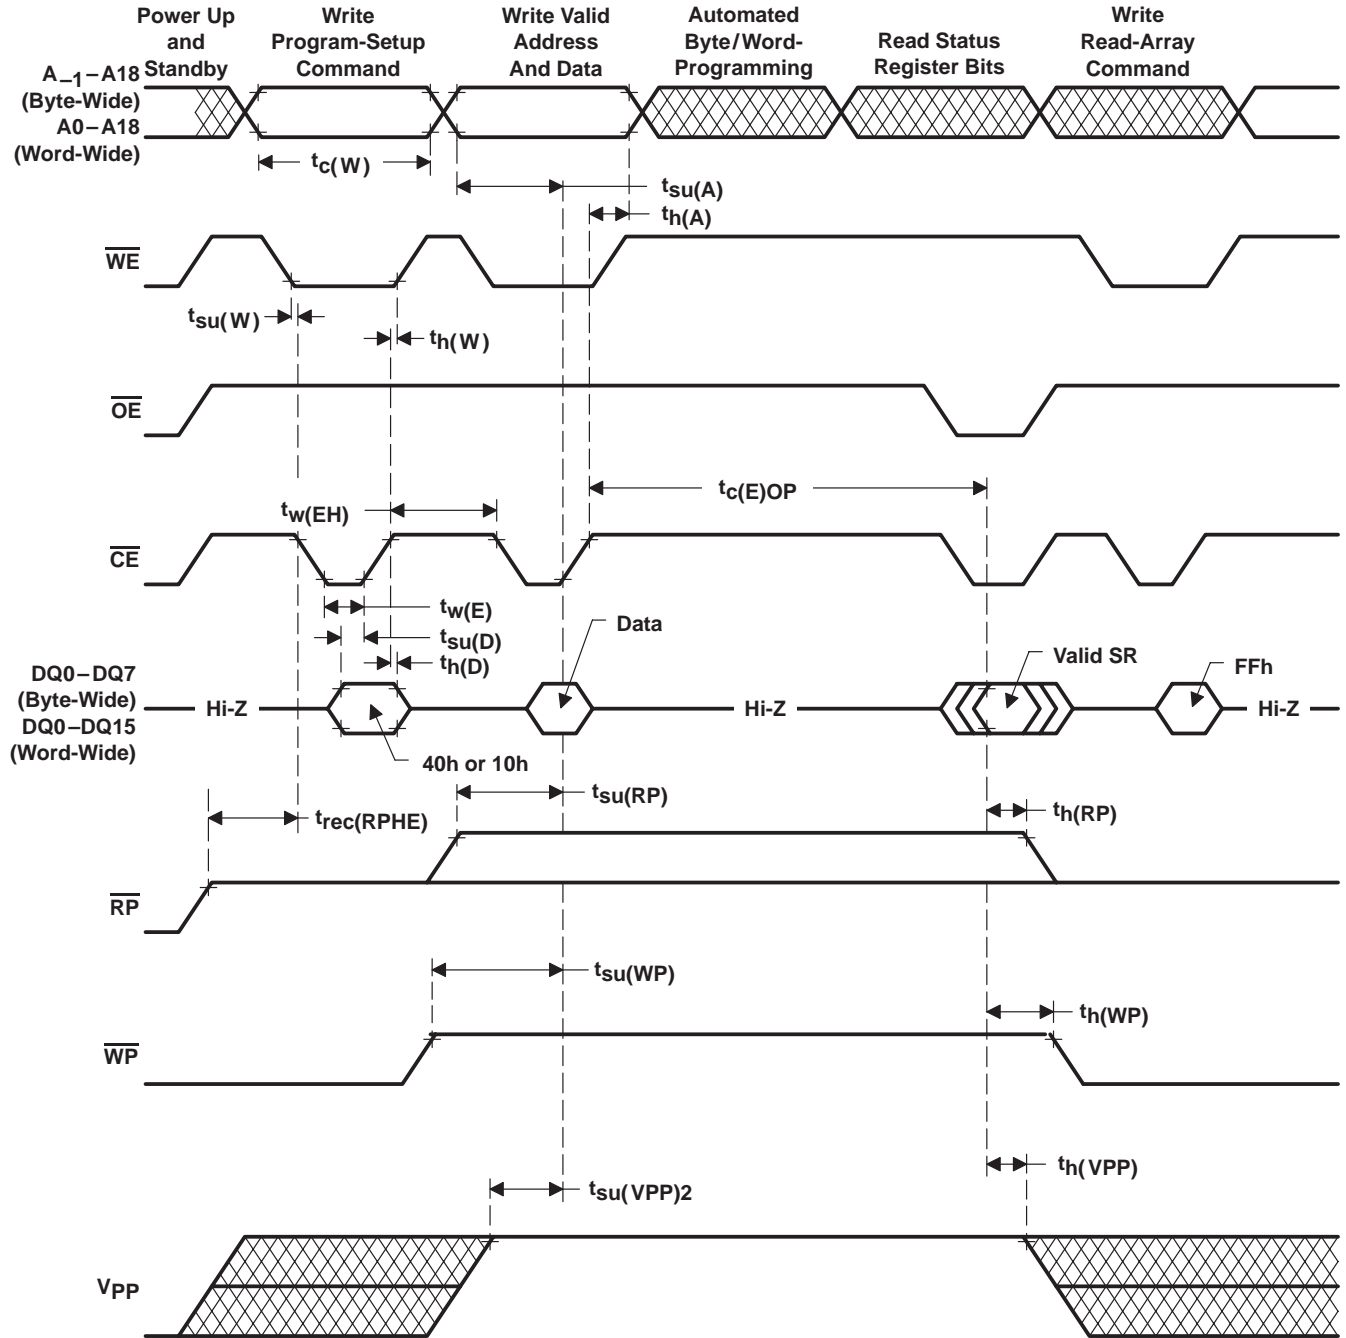 Power Up
and
Standby
Write
Program-Setup
Command
Write Valid
Address
And Data
Automated
Byte/Word-
Programming
Read Status
Register Bits
Write
Read-Array
Command
A–1–A18
(Byte-Wide)
A0–A18
(Word-Wide)
tc(W)
tsu(A)
th(A)
WE
tsu(W)
th(W)
OE
tc(E)OP
tw(EH)
CE
tw(E)
tsu(D)
th(D)
Data
Valid SR
FFh
DQ0–DQ7
(Byte-Wide)
DQ0–DQ15
(Word-Wide)
Hi-Z
Hi-Z
Hi-Z
40h or 10h
tsu(RP)
trec(RPHE)
th(RP)
RP
tsu(WP)
th(WP)
WP
th(VPP)
tsu(VPP)2
VPP